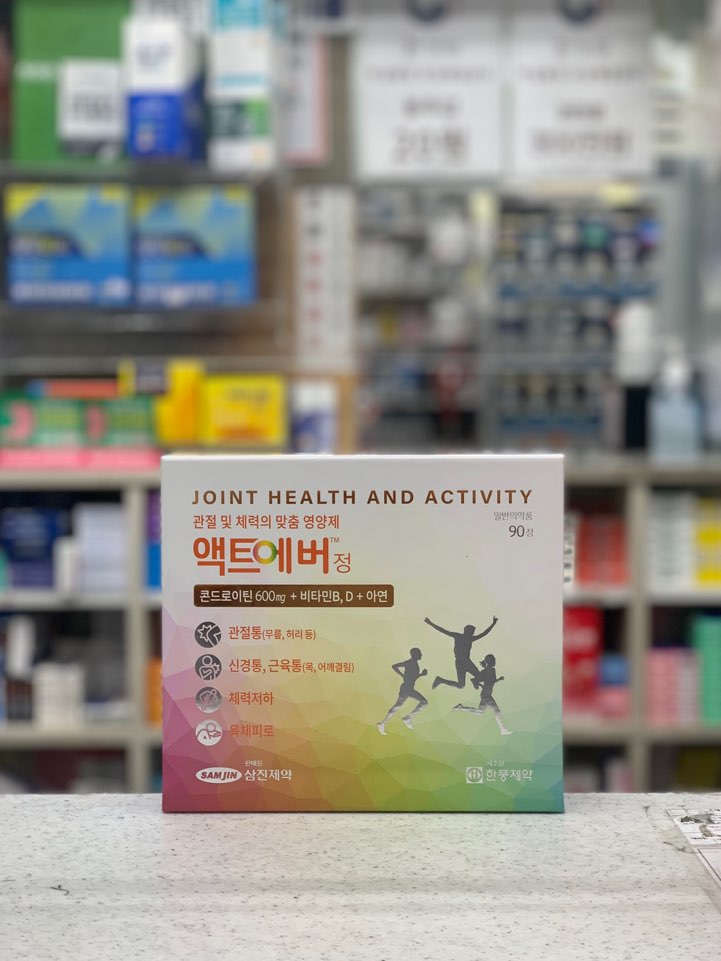 JOINT HEALTH AND ACTIVITY
관절 및 체력의 맞춤 영양제
일반의약품
90정
액트에버™정
콘드로이틴 600mg + 비타민B, D + 아연
관절통(무릎, 허리 등)
신경통, 근육통(목, 어깨결림)
체력저하
육체피로
판매원
SAMJIN 삼진제약
제조원
한풍제약